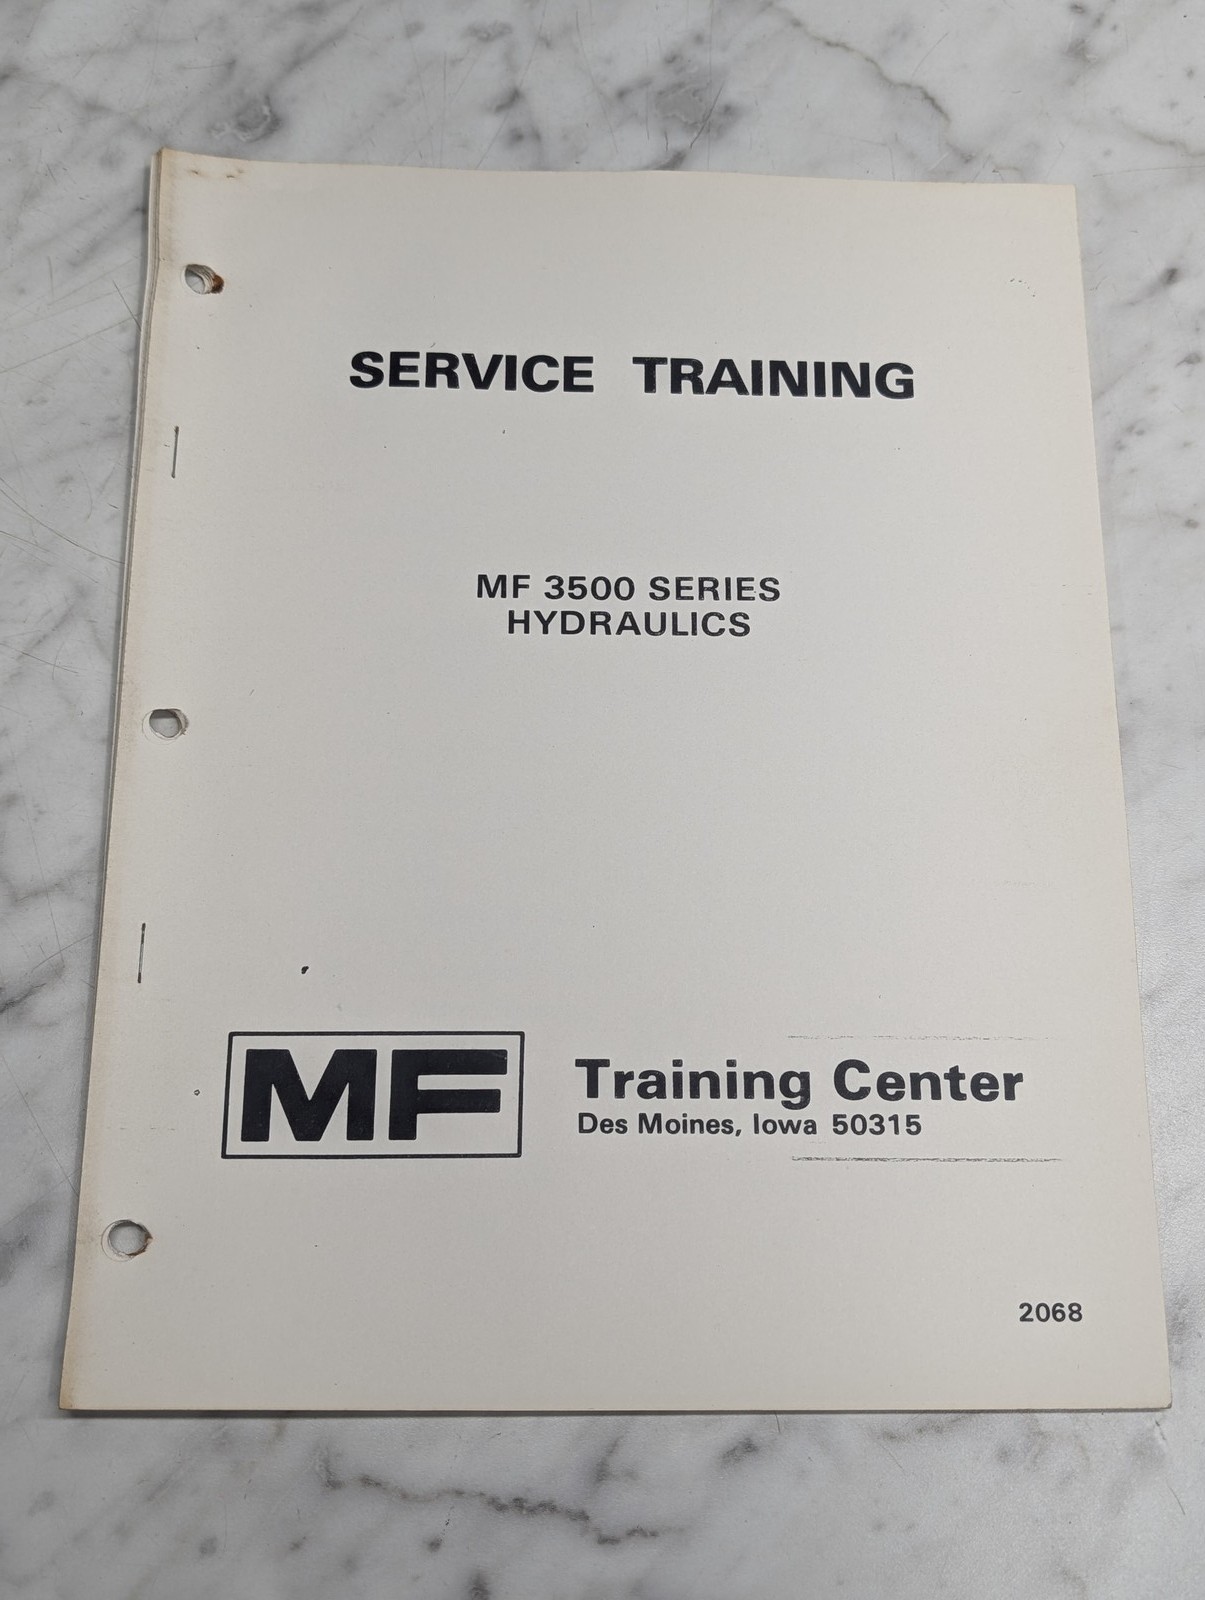 SERVICE TRAINING
MF 3500 SERIES
HYDRAULICS
MF
Training Center
Des Moines, Iowa 50315
2068